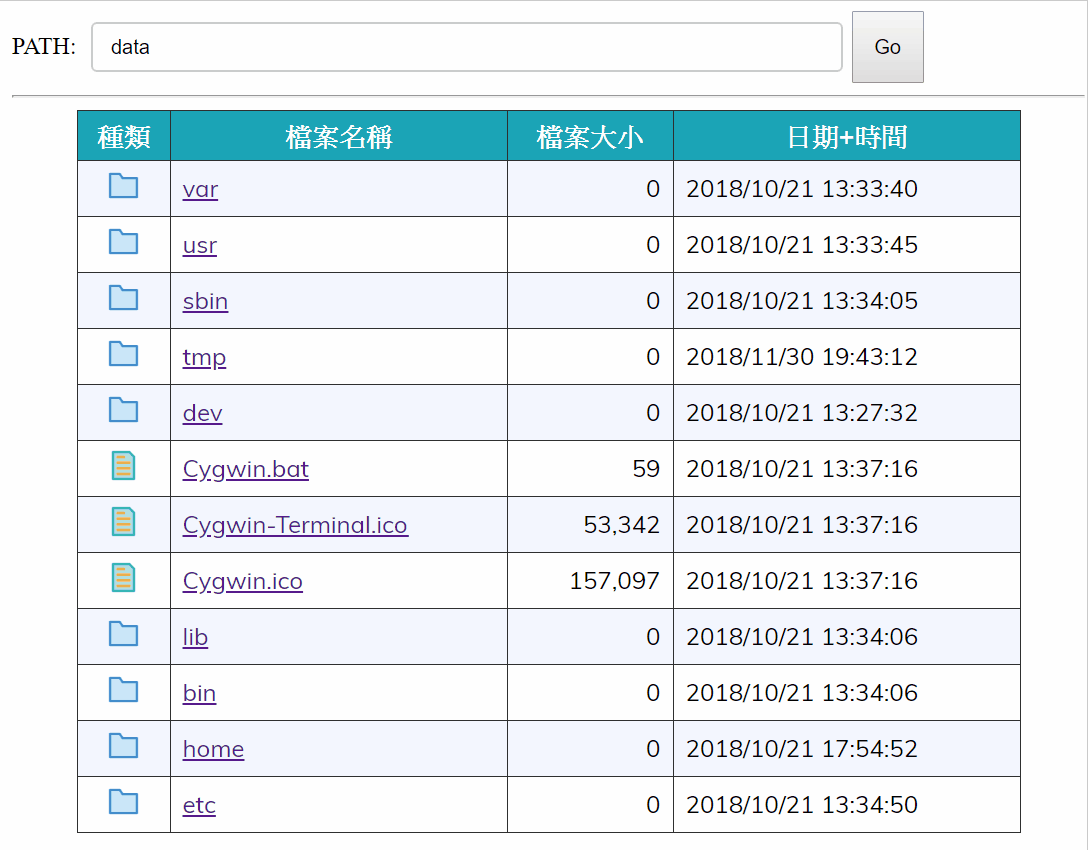 PATH: data Go
種類 檔案名稱 檔案大小 日期+時間
var 0 2018/10/21 13:33:40
usr 0 2018/10/21 13:33:45
sbin 0 2018/10/21 13:34:05
tmp 0 2018/11/30 19:43:12
dev 0 2018/10/21 13:27:32
Cygwin.bat 59 2018/10/21 13:37:16
Cygwin-Terminal.ico 53,342 2018/10/21 13:37:16
Cygwin.ico 157,097 2018/10/21 13:37:16
lib 0 2018/10/21 13:34:06
bin 0 2018/10/21 13:34:06
home 0 2018/10/21 17:54:52
etc 0 2018/10/21 13:34:50